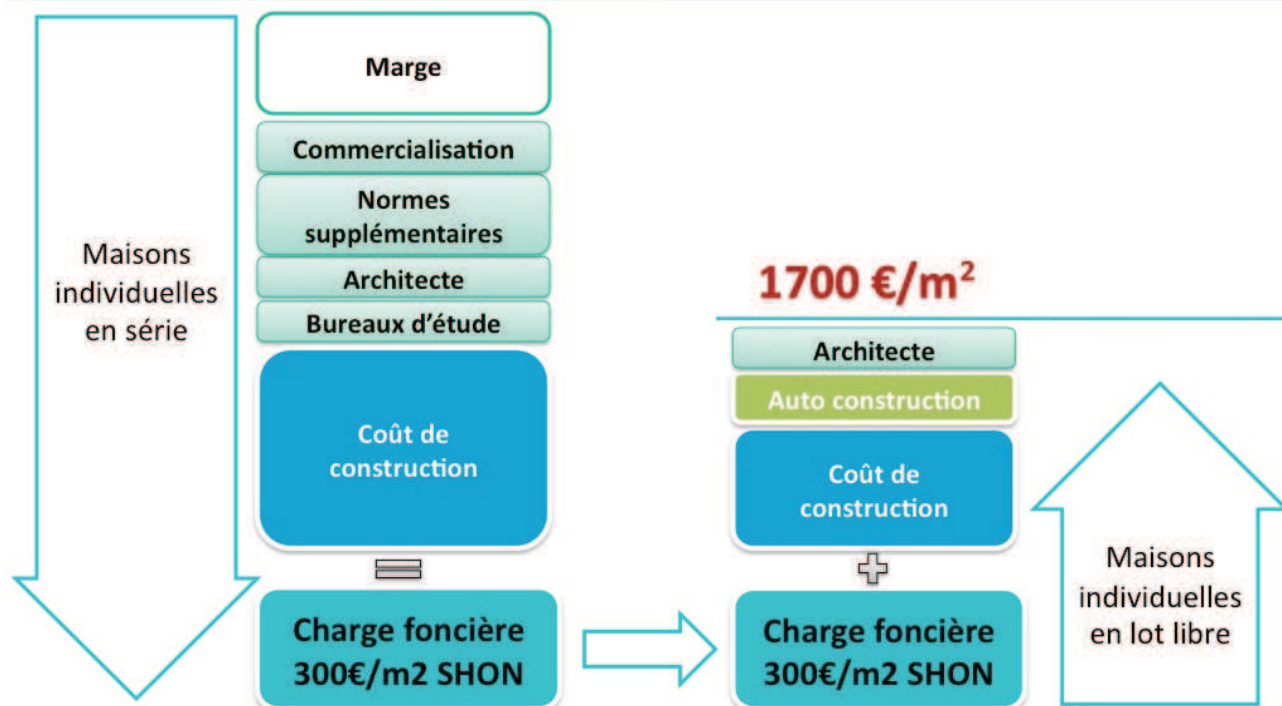 Maisons
individuelles
en série
Marge
Commercialisation
Normes
supplémentaires
Architecte
Bureaux d'étude
Coût de
construction
Charge foncière
300€/m2 SHON
1700 €/m²
Architecte
Auto construction
Coût de
construction
+
Charge foncière
300€/m2 SHON
Maisons
individuelles
en lot libre